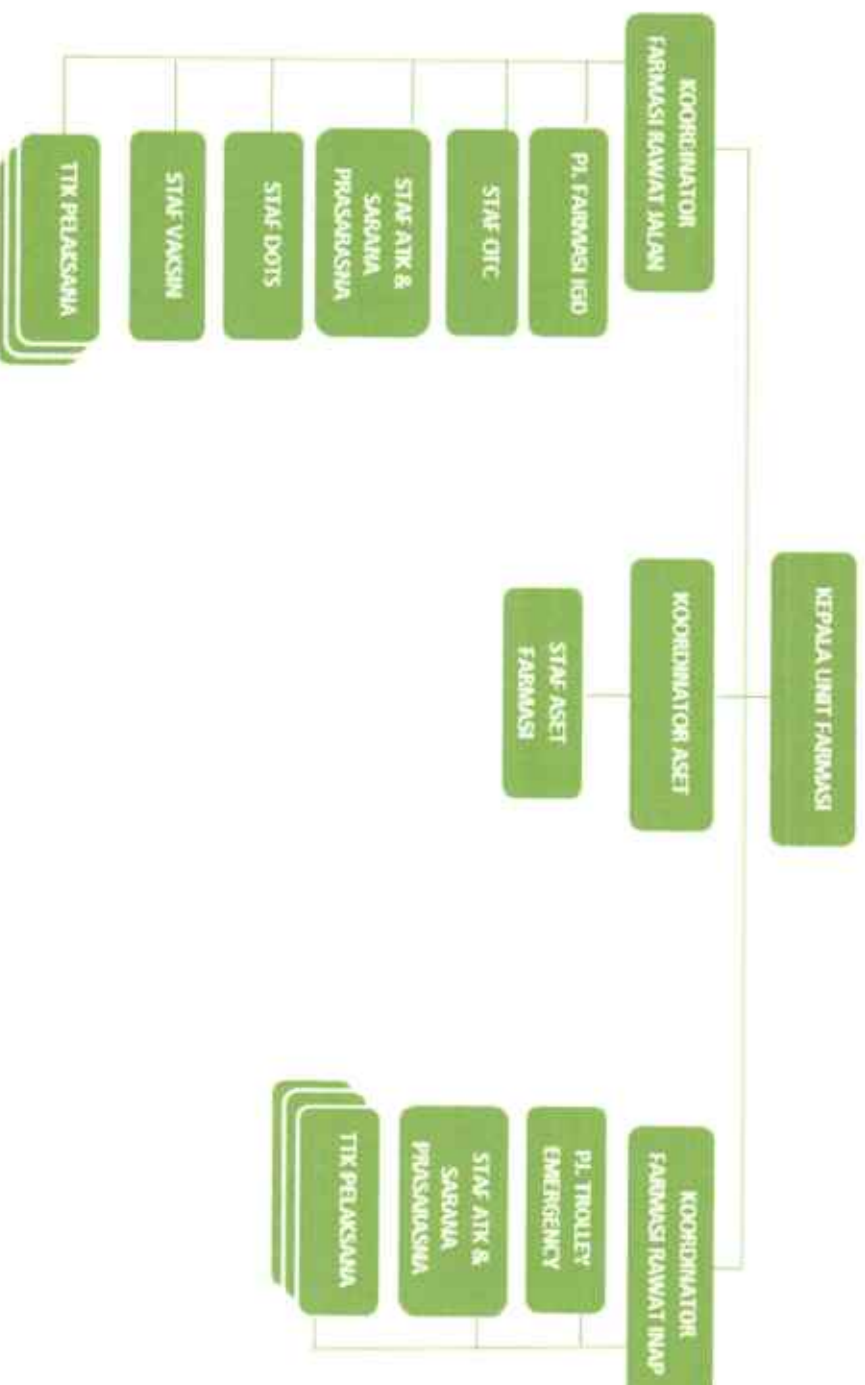 KEPALA UNIT FARMASI
KOORDINATOR
FARMASI RAWAT JALAN
PJ. FARMASI IGD
STAF OTC
STAF ATK &
SARANA
PRASARASNA
STAF DOTS
STAF VAKSIN
TTK PELAKSANA
KOORDINATOR ASET
STAF ASET
FARMASI
KOORDINATOR
FARMASI RAWAT INAP
PJ. TROLLEY
EMERGENCY
STAF ATK &
SARANA
PRASARASNA
TTK PELAKSANA